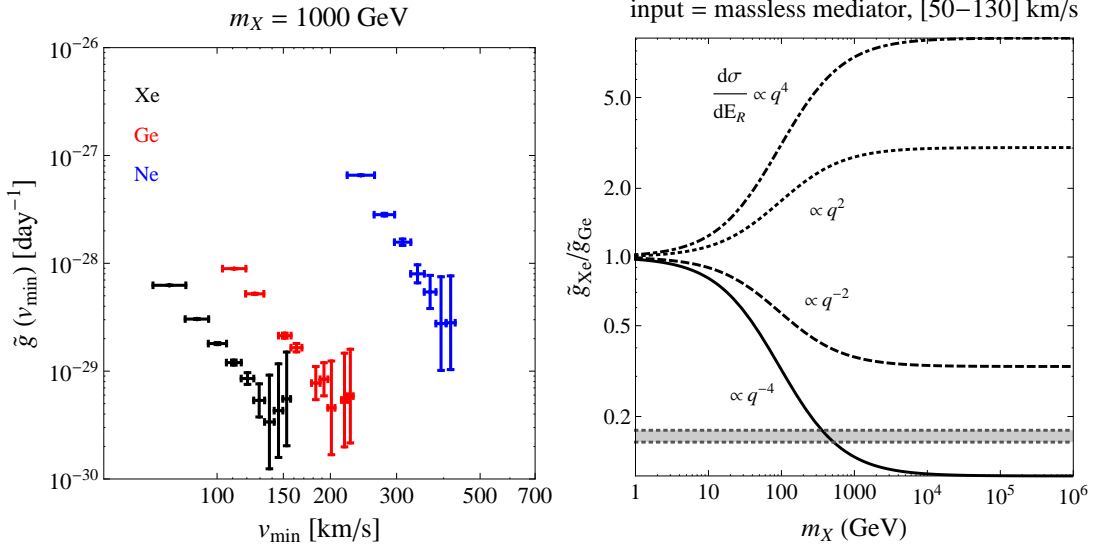 m_X = 1000 GeV
10^−26
10^−27
10^−28
10^−29
10^−30
g̃ (v_min) [day^−1]
Xe
Ge
Ne
100 150 200 300 500 700
v_min [km/s]
input = massless mediator, [50−130] km/s
5.0
2.0
1.0
0.5
0.2
g̃_Xe/g̃_Ge
dσ/dE_R ∝ q^4
∝ q^2
∝ q^−2
∝ q^−4
1 10 100 1000 10^4 10^5 10^6
m_X (GeV)